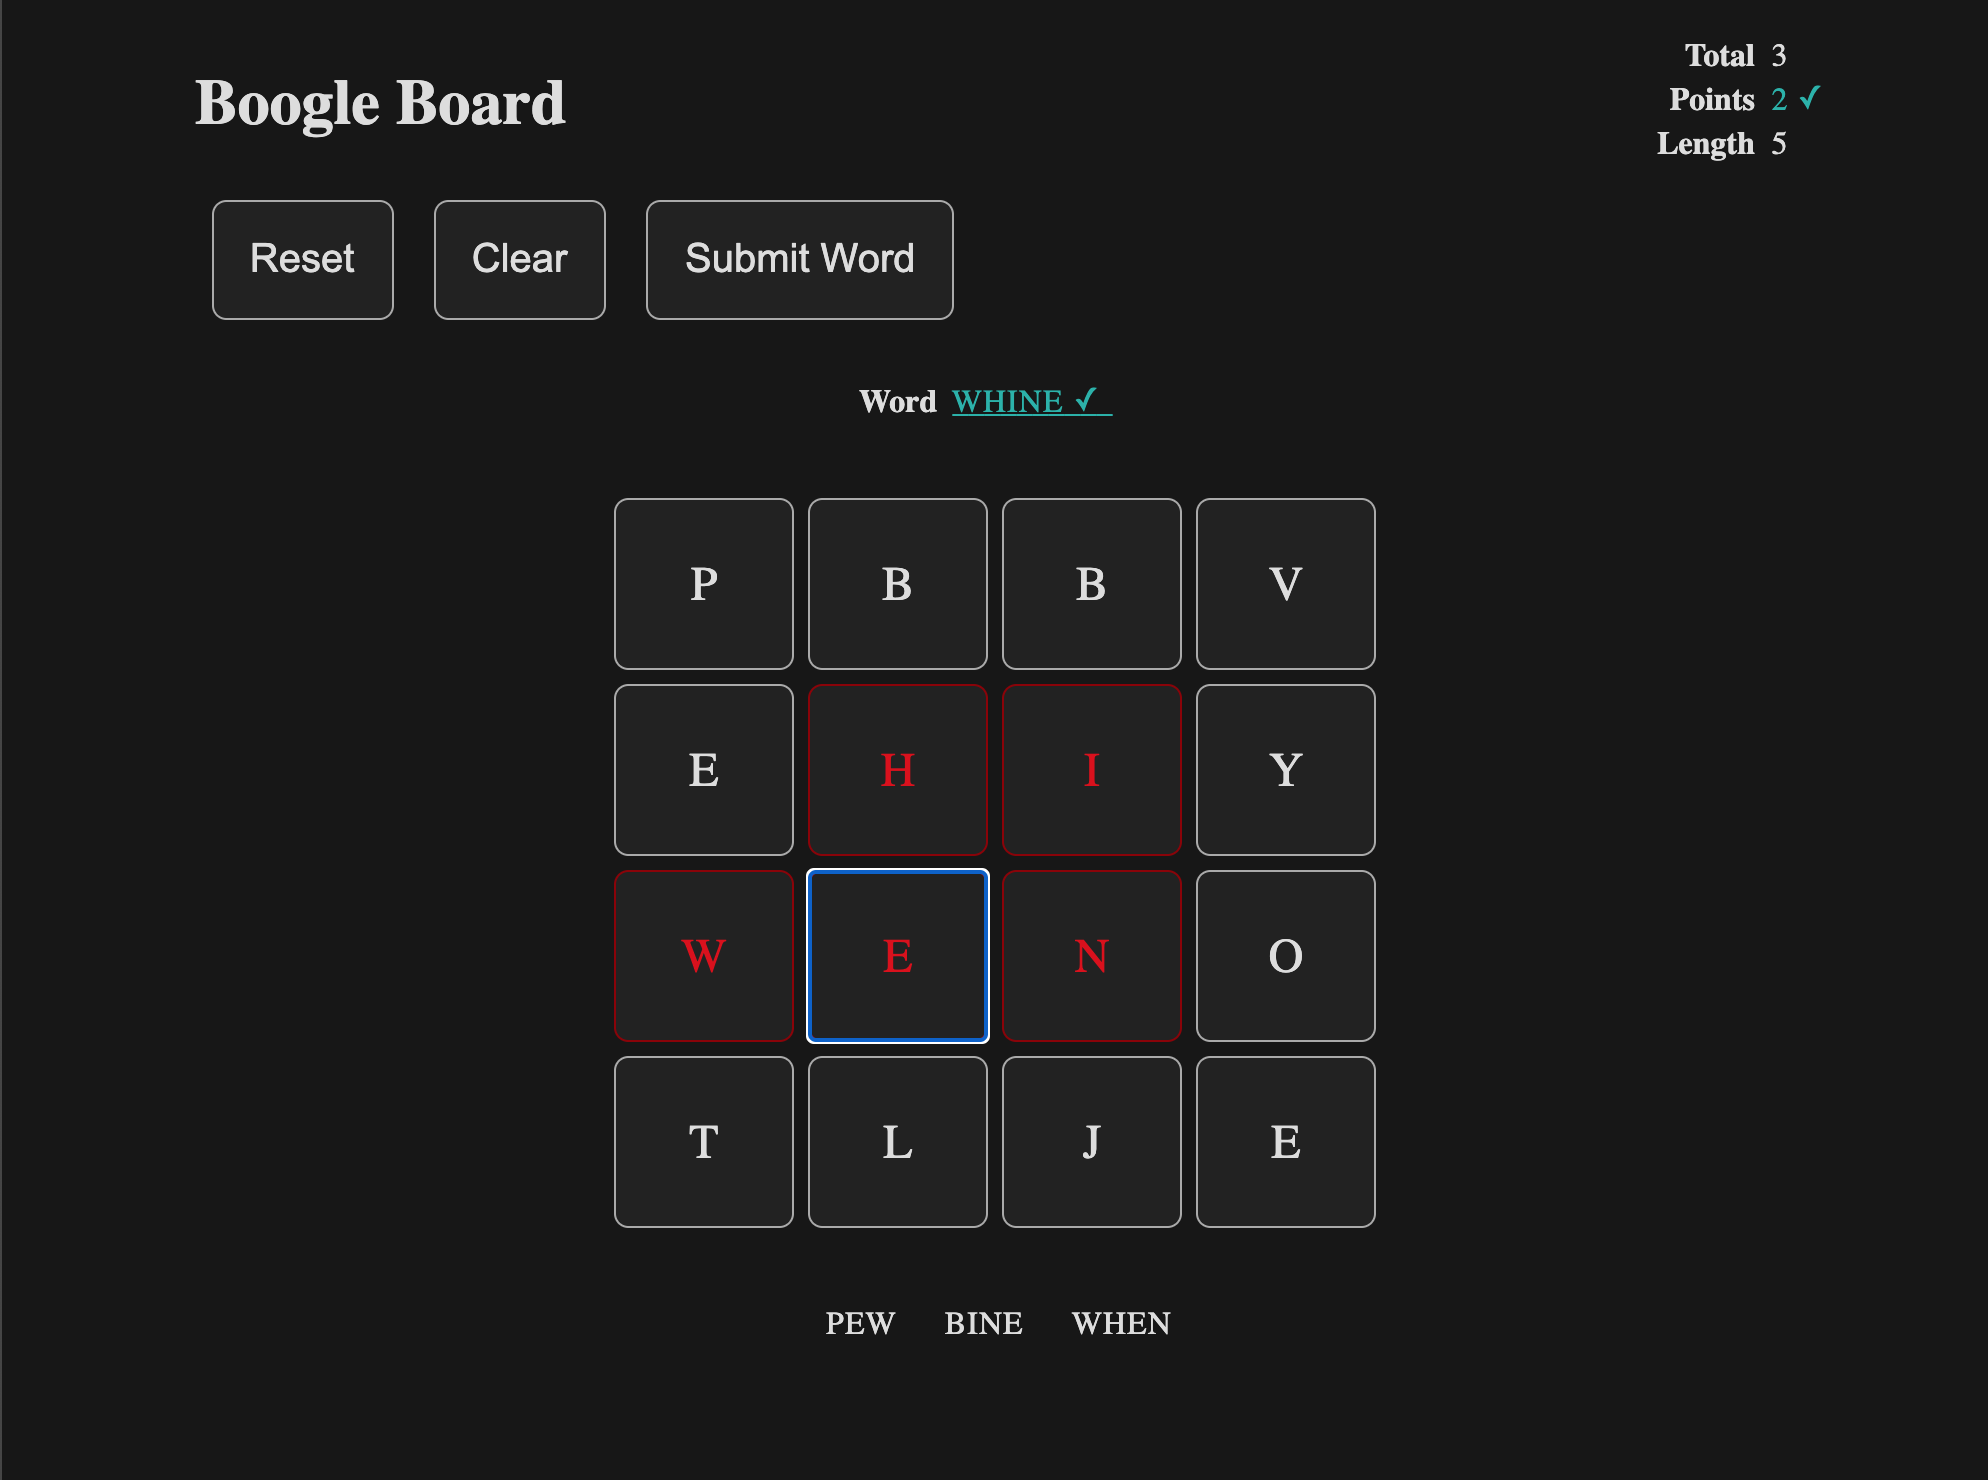 Boogle Board
Total 3
Points 2 ✓
Length 5
Reset Clear Submit Word
Word WHINE ✓
P B B V
E H I Y
W E N O
T L J E
PEW BINE WHEN